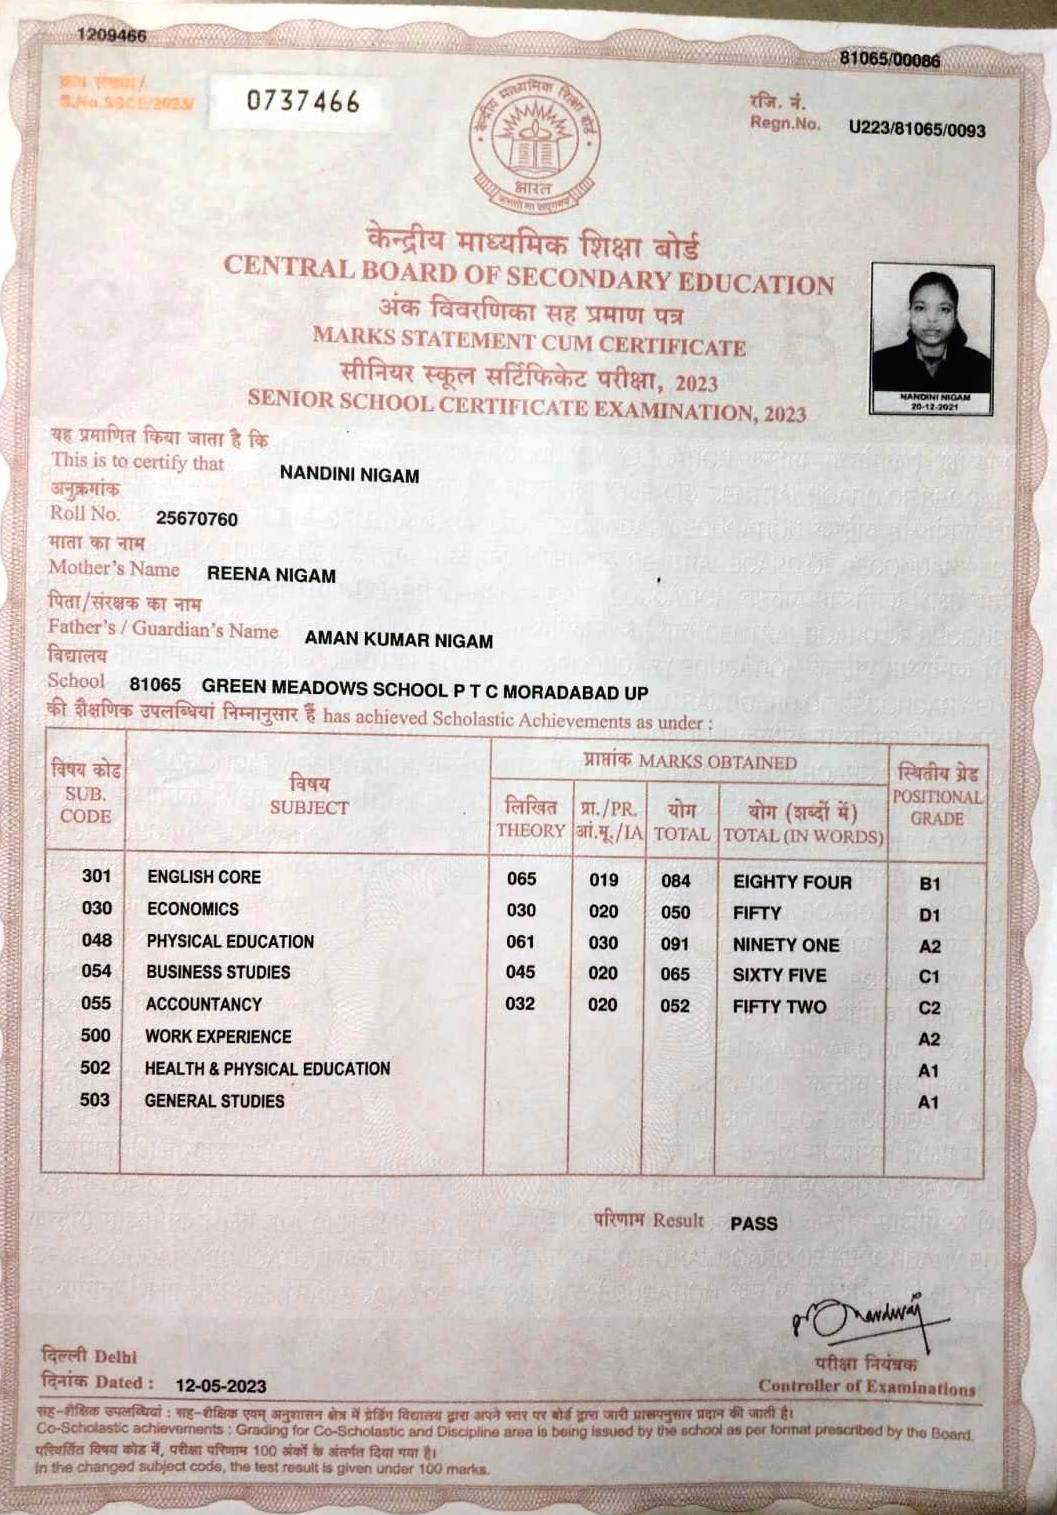 1209466
81065/00086
क्रम संख्या/
S.No.SSCE/2023/
0737466
रजि. नं.
Regn.No. U223/81065/0093
केन्द्रीय माध्यमिक शिक्षा बोर्ड
भारत
असतो मा सद्गमय
केन्द्रीय माध्यमिक शिक्षा बोर्ड
CENTRAL BOARD OF SECONDARY EDUCATION
अंक विवरणिका सह प्रमाण पत्र
MARKS STATEMENT CUM CERTIFICATE
सीनियर स्कूल सर्टिफिकेट परीक्षा, 2023
SENIOR SCHOOL CERTIFICATE EXAMINATION, 2023
NANDINI NIGAM
20-12-2021
यह प्रमाणित किया जाता है कि
This is to certify that NANDINI NIGAM
अनुक्रमांक
Roll No. 25670760
माता का नाम
Mother's Name REENA NIGAM
पिता/संरक्षक का नाम
Father's / Guardian's Name AMAN KUMAR NIGAM
विद्यालय
School 81065 GREEN MEADOWS SCHOOL P T C MORADABAD UP
की शैक्षणिक उपलब्धियां निम्नानुसार हैं has achieved Scholastic Achievements as under :
विषय कोड SUB. CODE
विषय SUBJECT
प्राप्तांक MARKS OBTAINED
लिखित THEORY
प्रा./PR. आं.मू./IA
योग TOTAL
योग (शब्दों में) TOTAL (IN WORDS)
स्थितीय ग्रेड POSITIONAL GRADE
301 ENGLISH CORE 065 019 084 EIGHTY FOUR B1
030 ECONOMICS 030 020 050 FIFTY D1
048 PHYSICAL EDUCATION 061 030 091 NINETY ONE A2
054 BUSINESS STUDIES 045 020 065 SIXTY FIVE C1
055 ACCOUNTANCY 032 020 052 FIFTY TWO C2
500 WORK EXPERIENCE A2
502 HEALTH & PHYSICAL EDUCATION A1
503 GENERAL STUDIES A1
परिणाम Result PASS
दिल्ली Delhi
दिनांक Dated : 12-05-2023
परीक्षा नियंत्रक
Controller of Examinations
सह-शैक्षिक उपलब्धियां : सह-शैक्षिक एवम् अनुशासन क्षेत्र में ग्रेडिंग विद्यालय द्वारा अपने स्तर पर बोर्ड द्वारा जारी प्रारूपनुसार प्रदान की जाती है।
Co-Scholastic achievements : Grading for Co-Scholastic and Discipline area is being issued by the school as per format prescribed by the Board.
परिवर्तित विषय कोड में, परीक्षा परिणाम 100 अंकों के अंतर्गत दिया गया है।
In the changed subject code, the test result is given under 100 marks.